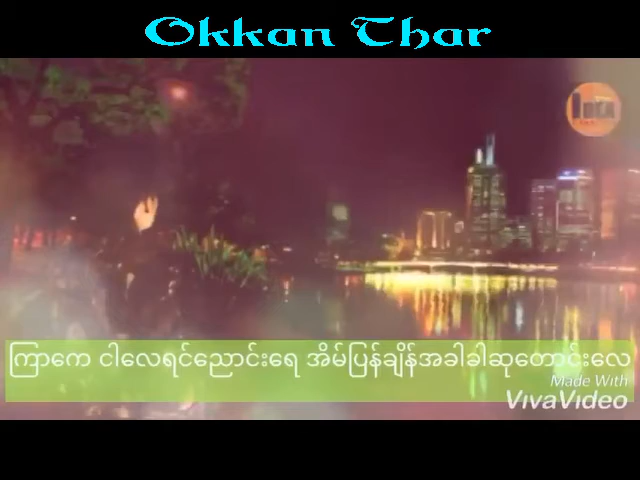 Okkan Thar
ကြာကေ ငါလေရင်ညောင်းရေ အိမ်ပြန်ချိန်အခါခါဆုတောင်းလေ
Made With
VivaVideo